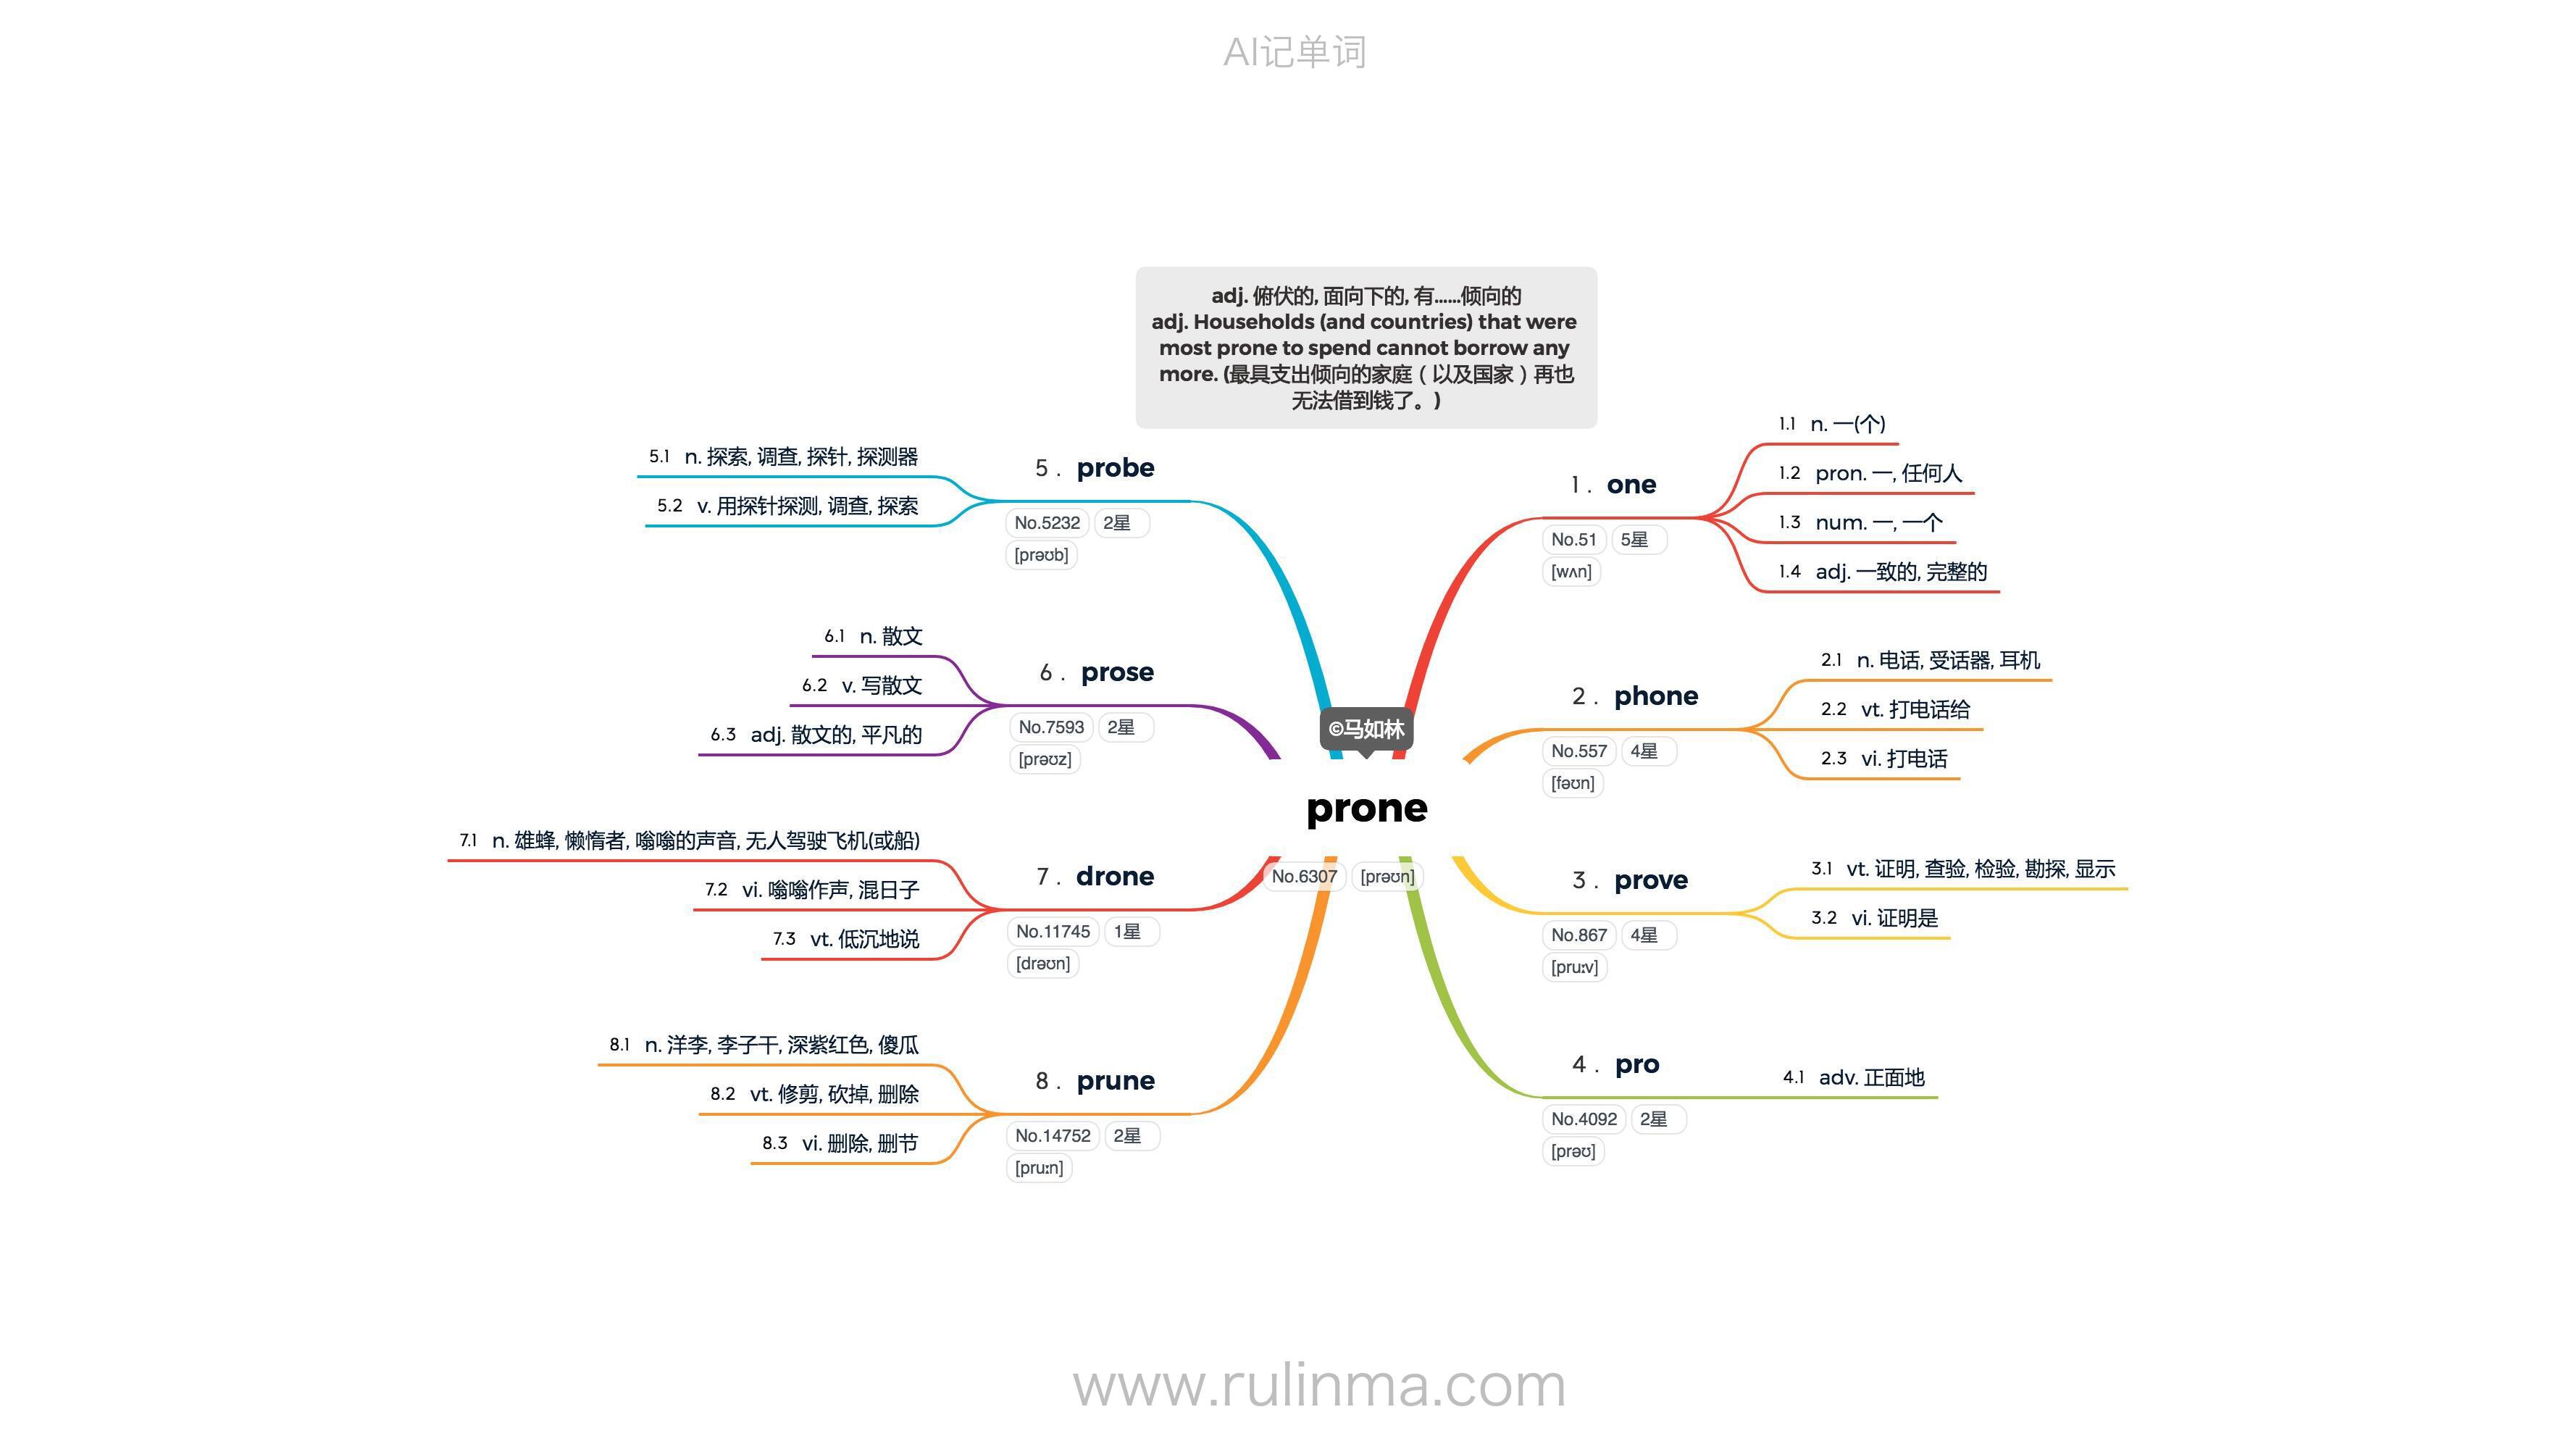 AI记单词
adj. 俯伏的, 面向下的, 有……倾向的
adj. Households (and countries) that were
most prone to spend cannot borrow any
more. (最具支出倾向的家庭（以及国家）再也
无法借到钱了。)
©马如林
prone
No.6307 [prəʊn]
1. one
No.51 5星
[wʌn]
1.1 n. 一(个)
1.2 pron. 一, 任何人
1.3 num. 一, 一个
1.4 adj. 一致的, 完整的
2. phone
No.557 4星
[fəʊn]
2.1 n. 电话, 受话器, 耳机
2.2 vt. 打电话给
2.3 vi. 打电话
3. prove
No.867 4星
[pruːv]
3.1 vt. 证明, 查验, 检验, 勘探, 显示
3.2 vi. 证明是
4. pro
No.4092 2星
[prəʊ]
4.1 adv. 正面地
5. probe
No.5232 2星
[prəʊb]
5.1 n. 探索, 调查, 探针, 探测器
5.2 v. 用探针探测, 调查, 探索
6. prose
No.7593 2星
[prəʊz]
6.1 n. 散文
6.2 v. 写散文
6.3 adj. 散文的, 平凡的
7. drone
No.11745 1星
[drəʊn]
7.1 n. 雄蜂, 懒惰者, 嗡嗡的声音, 无人驾驶飞机(或船)
7.2 vi. 嗡嗡作声, 混日子
7.3 vt. 低沉地说
8. prune
No.14752 2星
[pruːn]
8.1 n. 洋李, 李子干, 深紫红色, 傻瓜
8.2 vt. 修剪, 砍掉, 删除
8.3 vi. 删除, 删节
www.rulinma.com